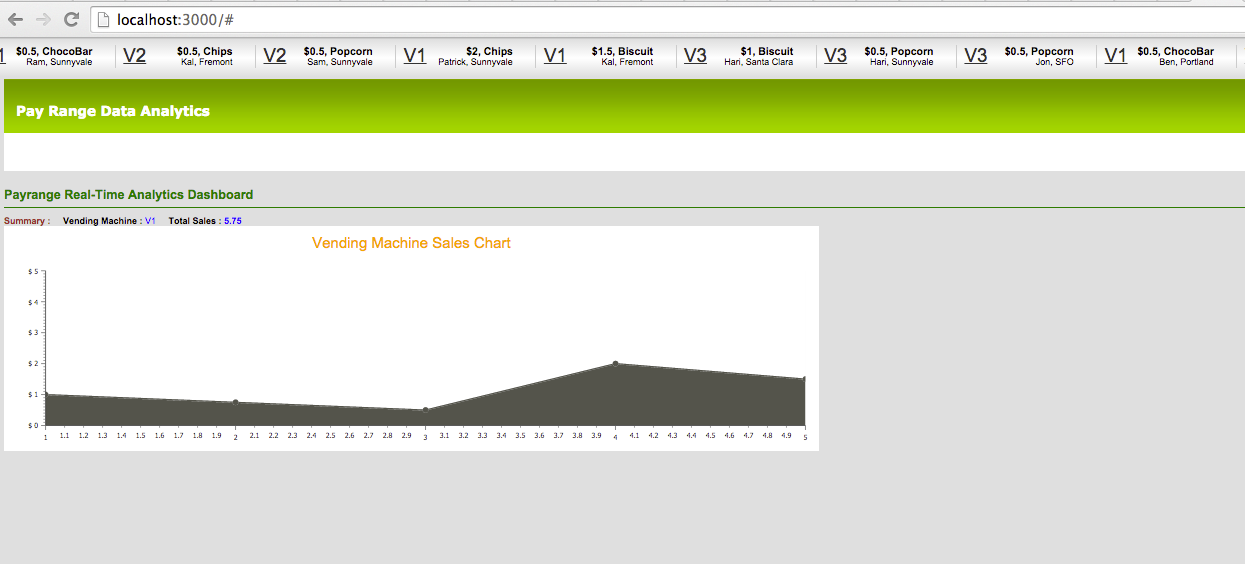 localhost:3000/#
$0.5, ChocoBar V2 $0.5, Chips V2 $0.5, Popcorn V1 $2, Chips V1 $1.5, Biscuit V3 $1, Biscuit V3 $0.5, Popcorn V3 $0.5, Popcorn V1 $0.5, ChocoBar
Ram, Sunnyvale Kal, Fremont Sam, Sunnyvale Patrick, Sunnyvale Kal, Fremont Hari, Santa Clara Hari, Sunnyvale Jon, SFO Ben, Portland
Pay Range Data Analytics
Payrange Real-Time Analytics Dashboard
Summary : Vending Machine : V1 Total Sales : 5.75
Vending Machine Sales Chart
$ 5
$ 4
$ 3
$ 2
$ 1
$ 0
1 1.1 1.2 1.3 1.4 1.5 1.6 1.7 1.8 1.9 2 2.1 2.2 2.3 2.4 2.5 2.6 2.7 2.8 2.9 3 3.1 3.2 3.3 3.4 3.5 3.6 3.7 3.8 3.9 4 4.1 4.2 4.3 4.4 4.5 4.6 4.7 4.8 4.9 5